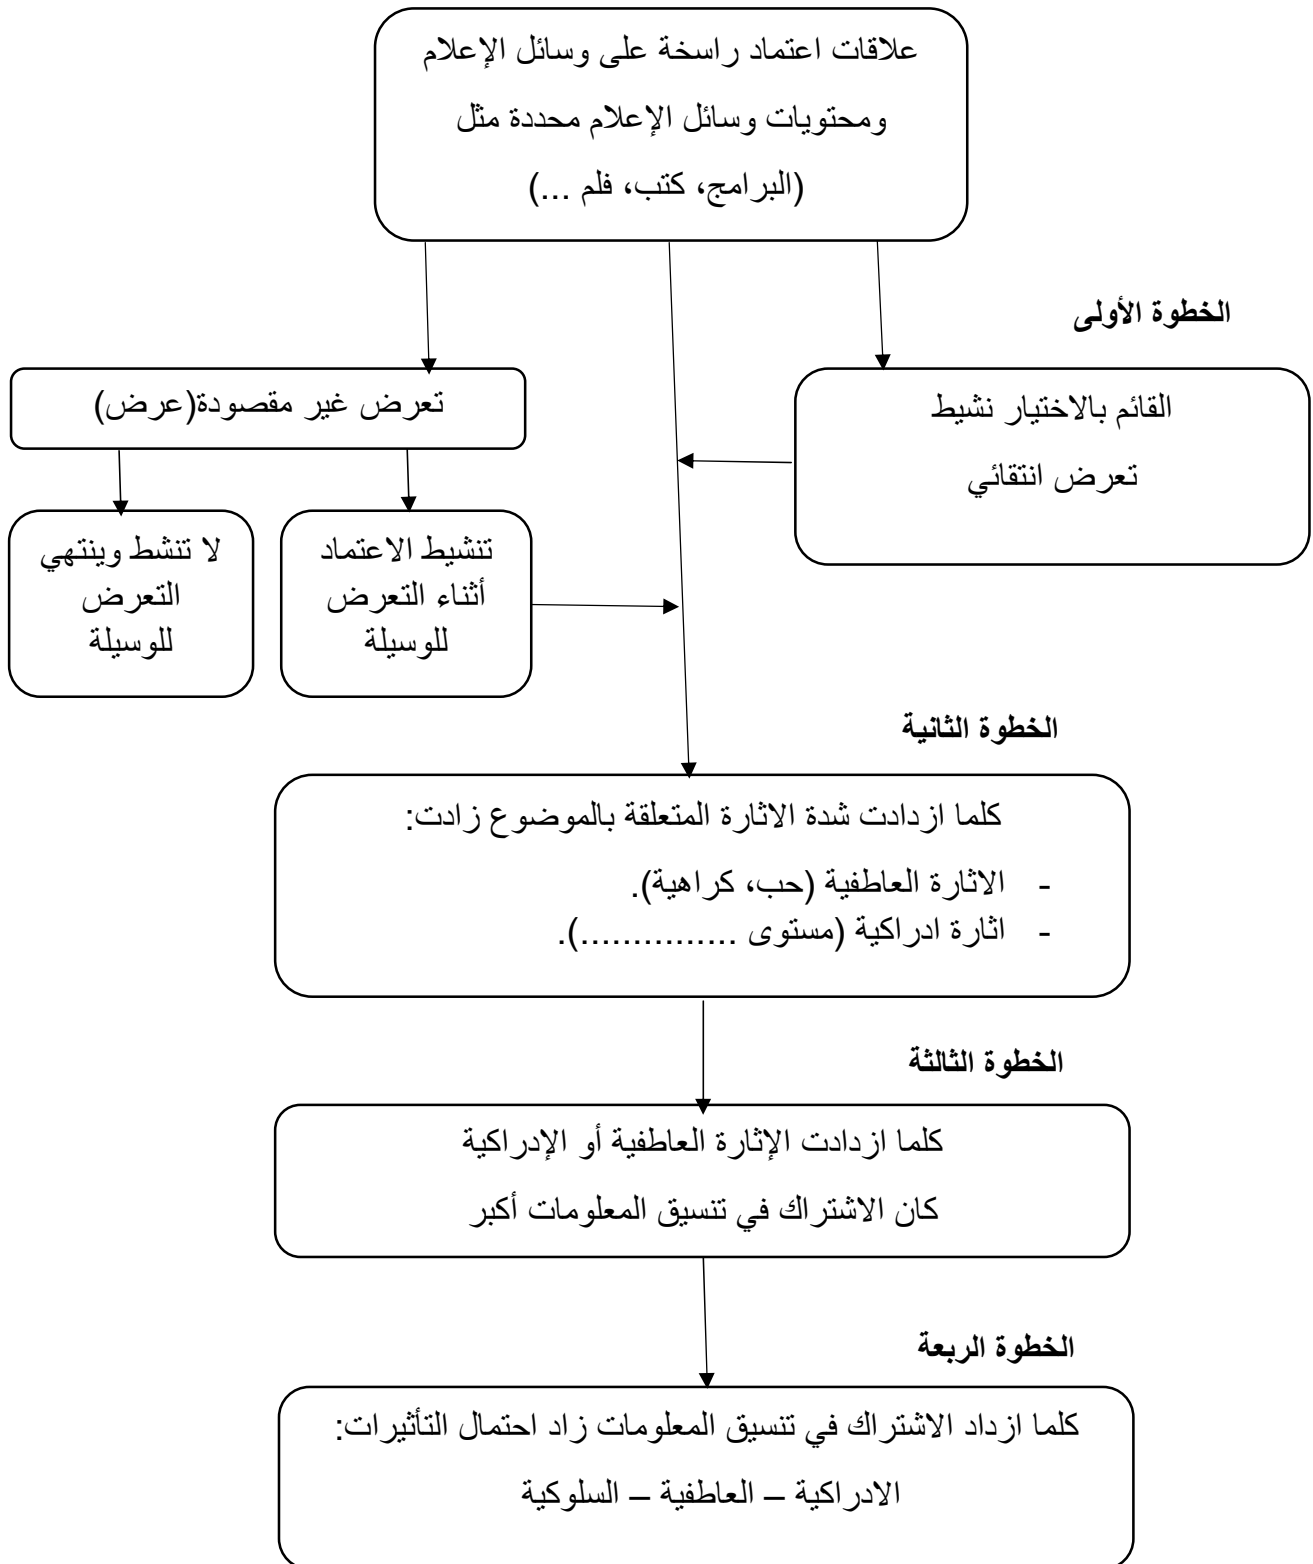 علاقات اعتماد راسخة على وسائل الإعلام
ومحتويات وسائل الإعلام محددة مثل
(البرامج، كتب، فلم ...)
الخطوة الأولى
القائم بالاختيار نشيط
تعرض انتقائي
تعرض غير مقصودة(عرض)
تنشيط الاعتماد
أثناء التعرض
للوسيلة
لا تنشط وينتهي
التعرض
للوسيلة
الخطوة الثانية
كلما ازدادت شدة الاثارة المتعلقة بالموضوع زادت:
- الاثارة العاطفية (حب، كراهية).
- اثارة ادراكية (مستوى ...............).
الخطوة الثالثة
كلما ازدادت الإثارة العاطفية أو الإدراكية
كان الاشتراك في تنسيق المعلومات أكبر
الخطوة الربعة
كلما ازداد الاشتراك في تنسيق المعلومات زاد احتمال التأثيرات:
الادراكية – العاطفية – السلوكية